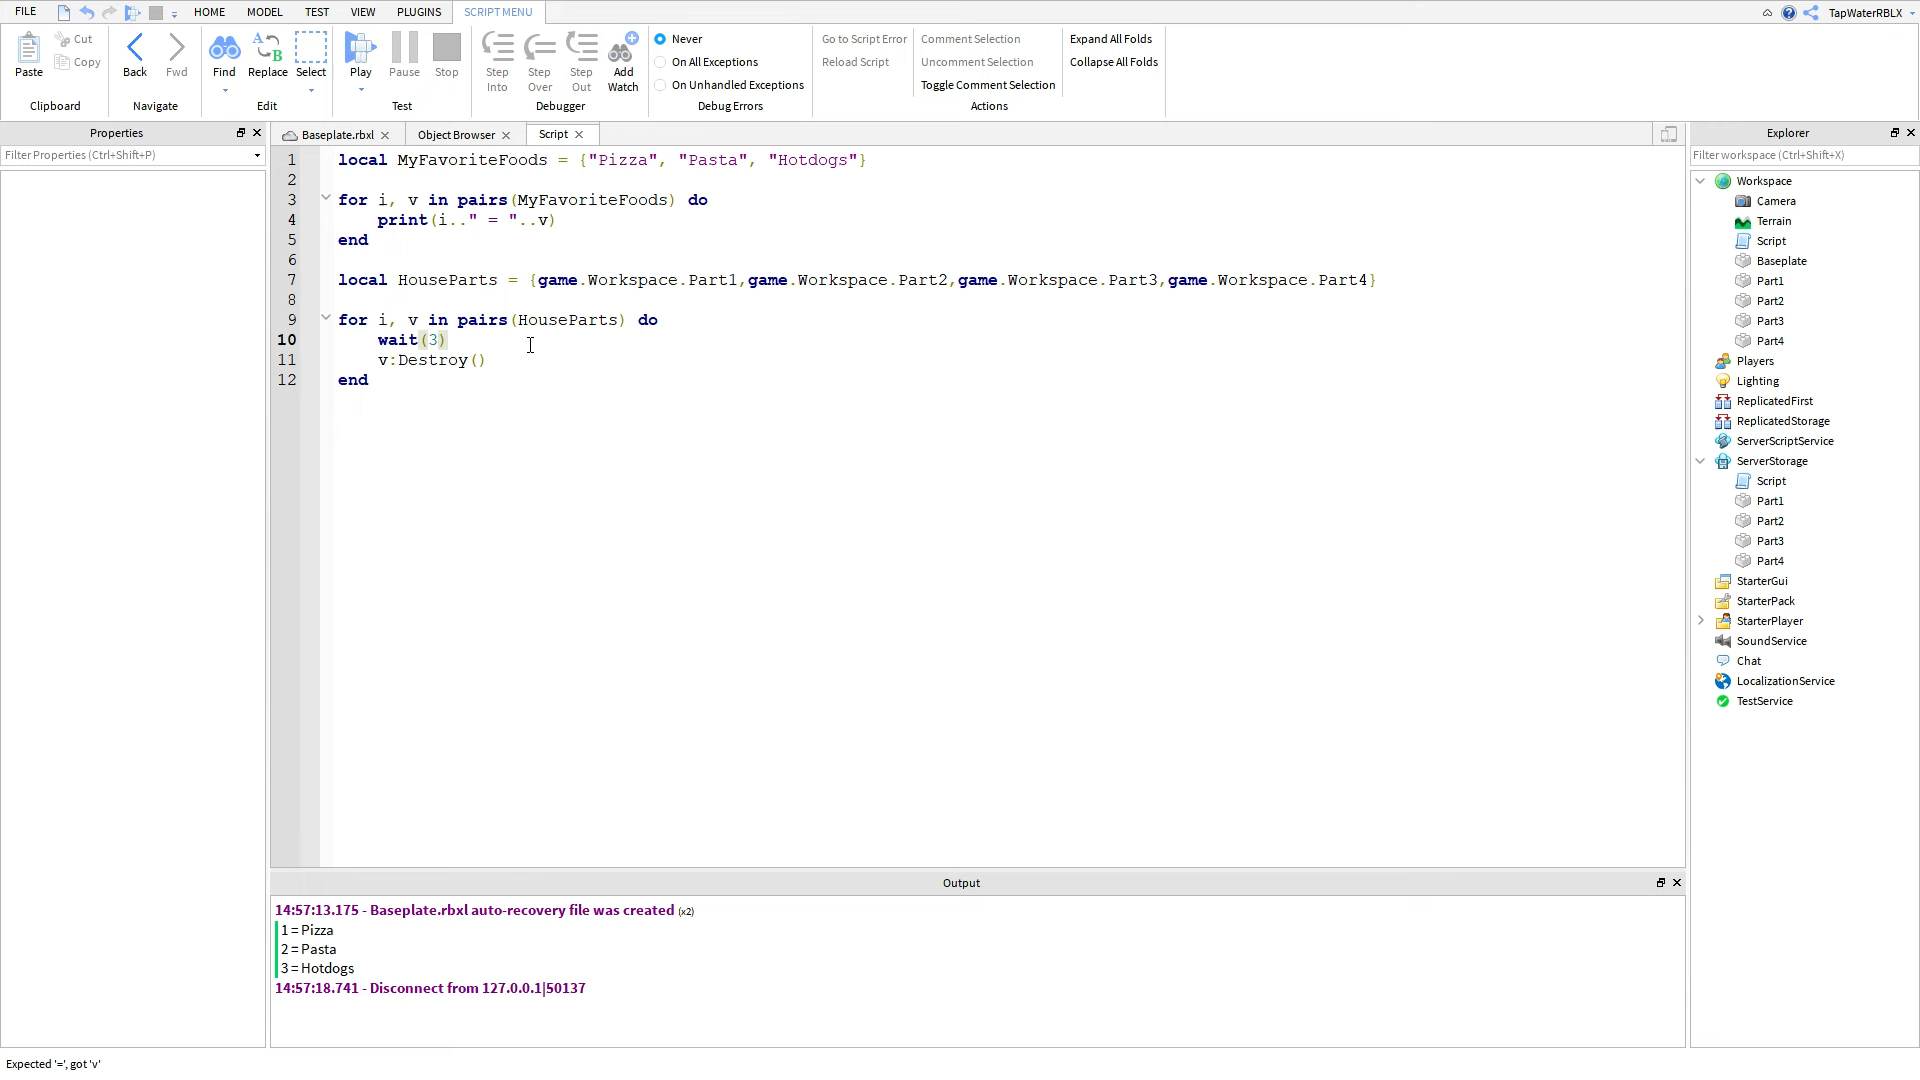 FILE HOME MODEL TEST VIEW PLUGINS SCRIPT MENU TapWaterRBLX
Paste Cut Copy Clipboard
Back Fwd Navigate
Find Replace Select Edit
Play Pause Stop Test
Step Into Step Over Step Out Add Watch Debugger
Never
On All Exceptions
On Unhandled Exceptions
Debug Errors
Go to Script Error
Reload Script
Comment Selection
Uncomment Selection
Toggle Comment Selection
Actions
Expand All Folds
Collapse All Folds
Properties
Filter Properties (Ctrl+Shift+P)
Baseplate.rbxl Object Browser Script
1 local MyFavoriteFoods = {"Pizza", "Pasta", "Hotdogs"}
2
3 for i, v in pairs(MyFavoriteFoods) do
4 print(i.." = "..v)
5 end
6
7 local HouseParts = {game.Workspace.Part1,game.Workspace.Part2,game.Workspace.Part3,game.Workspace.Part4}
8
9 for i, v in pairs(HouseParts) do
10 wait(3)
11 v:Destroy()
12 end
Output
14:57:13.175 - Baseplate.rbxl auto-recovery file was created (x2)
1 = Pizza
2 = Pasta
3 = Hotdogs
14:57:18.741 - Disconnect from 127.0.0.1|50137
Explorer
Filter workspace (Ctrl+Shift+X)
Workspace
Camera
Terrain
Script
Baseplate
Part1
Part2
Part3
Part4
Players
Lighting
ReplicatedFirst
ReplicatedStorage
ServerScriptService
ServerStorage
Script
Part1
Part2
Part3
Part4
StarterGui
StarterPack
StarterPlayer
SoundService
Chat
LocalizationService
TestService
Expected '=', got 'v'